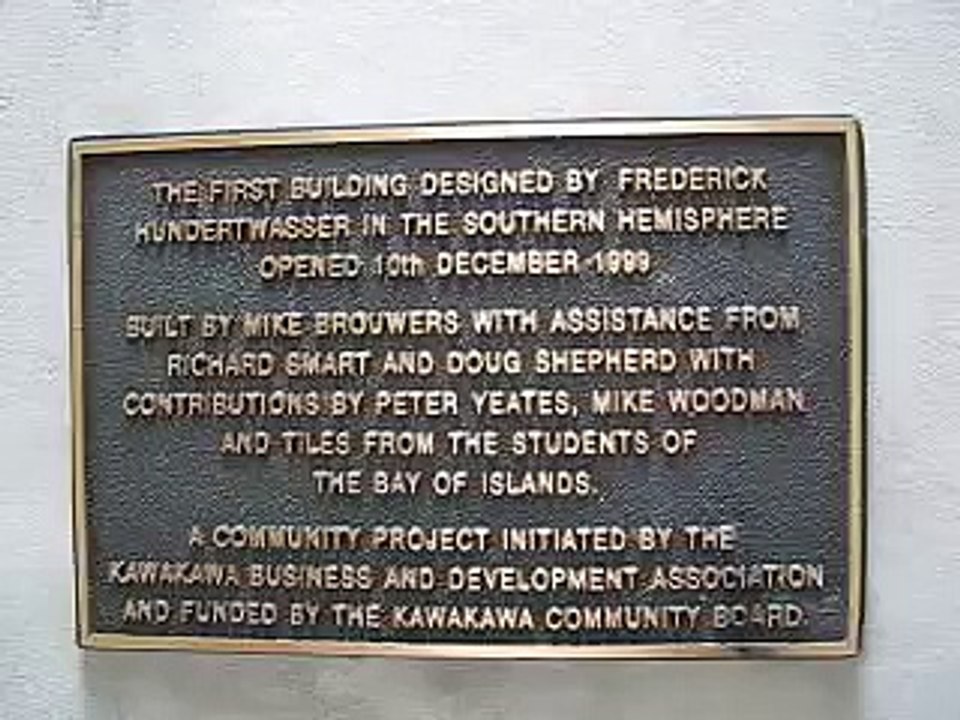 THE FIRST BUILDING DESIGNED BY FREDERICK
HUNDERTWASSER IN THE SOUTHERN HEMISPHERE
OPENED 10th DECEMBER 1999
BUILT BY MIKE BROUWERS WITH ASSISTANCE FROM
RICHARD SMART AND DOUG SHEPHERD WITH
CONTRIBUTIONS BY PETER YEATES, MIKE WOODMAN
AND TILES FROM THE STUDENTS OF
THE BAY OF ISLANDS.
A COMMUNITY PROJECT INITIATED BY THE
KAWAKAWA BUSINESS AND DEVELOPMENT ASSOCIATION
AND FUNDED BY THE KAWAKAWA COMMUNITY BOARD.